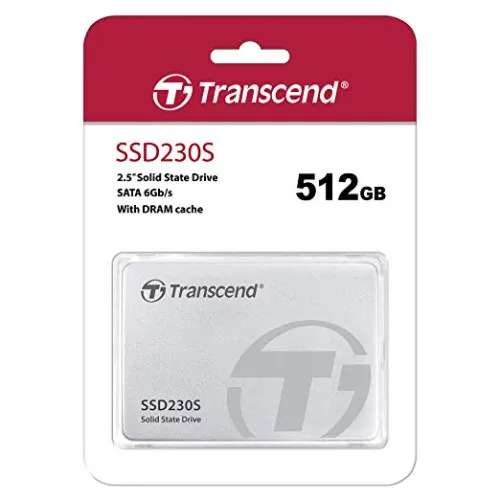 Transcend®
SSD230S
2.5" Solid State Drive
SATA 6Gb/s
With DRAM cache
512GB
Transcend®
SSD230S
Solid State Drive